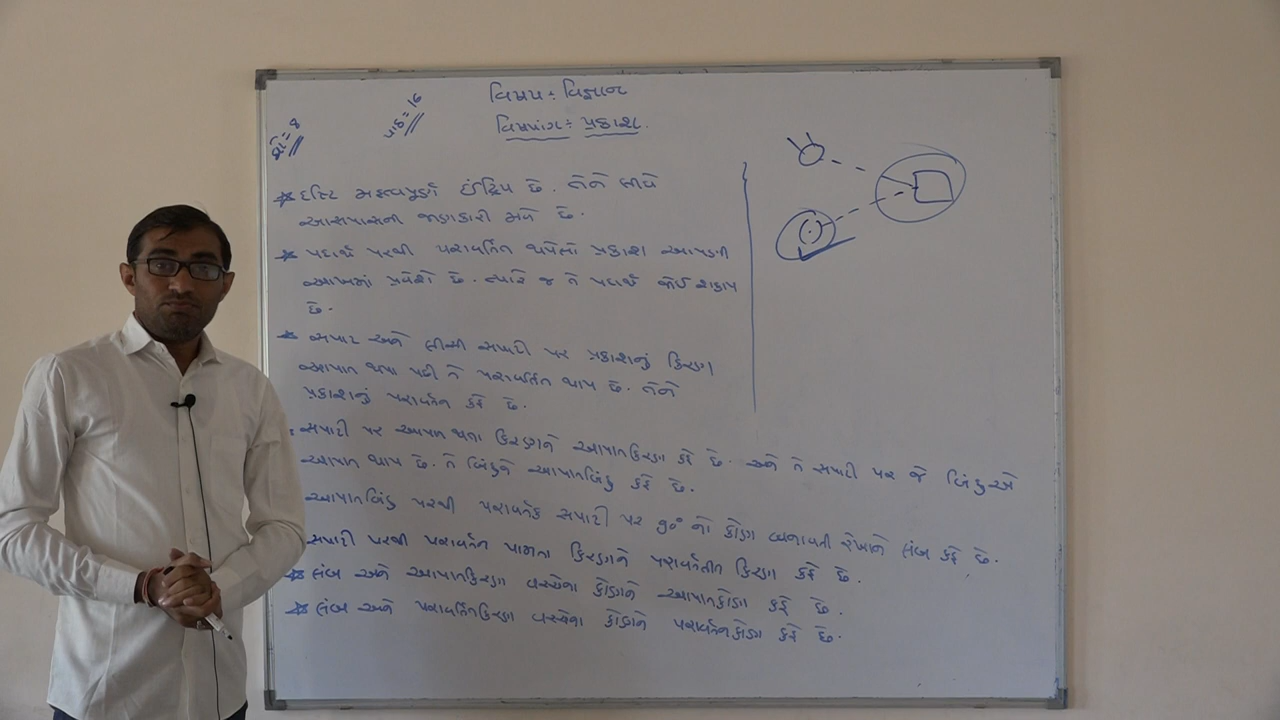 વિષય : વિજ્ઞાન
ધો = 8
પાઠ = 16
વિષયાંગ : પ્રકાશ.
* દૃષ્ટિ મહત્વપૂર્ણ ઈંદ્રિય છે. તેને લીધે
આસપાસની જાણકારી મળે છે.
* પદાર્થ પરથી પરાવર્તિત થયેલો પ્રકાશ આપણી
આંખમાં પ્રવેશે છે. ત્યારે જ તે પદાર્થ જોઈ શકાય
છે.
* સપાટ અને લીસી સપાટી પર પ્રકાશનું કિરણ
આપાત થયા પછી તે પરાવર્તિત થાય છે. તેને
પ્રકાશનું પરાવર્તન કહે છે.
સપાટી પર આપાત થતા કિરણને આપાતકિરણ કહે છે. અને તે સપાટી પર જે બિંદુએ
આપાત થાય છે. તે બિંદુને આપાતબિંદુ કહે છે.
આપાતબિંદુ પરથી પરાવર્તક સપાટી પર 90° નો કોણ બનાવતી રેખાને લંબ કહે છે.
સપાટી પરથી પરાવર્તન પામતા કિરણને પરાવર્તીત કિરણ કહે છે.
* લંબ અને આપાતકિરણ વચ્ચેના કોણને આપાતકોણ કહે છે.
* લંબ અને પરાવર્તિતકિરણ વચ્ચેના કોણને પરાવર્તનકોણ કહે છે.